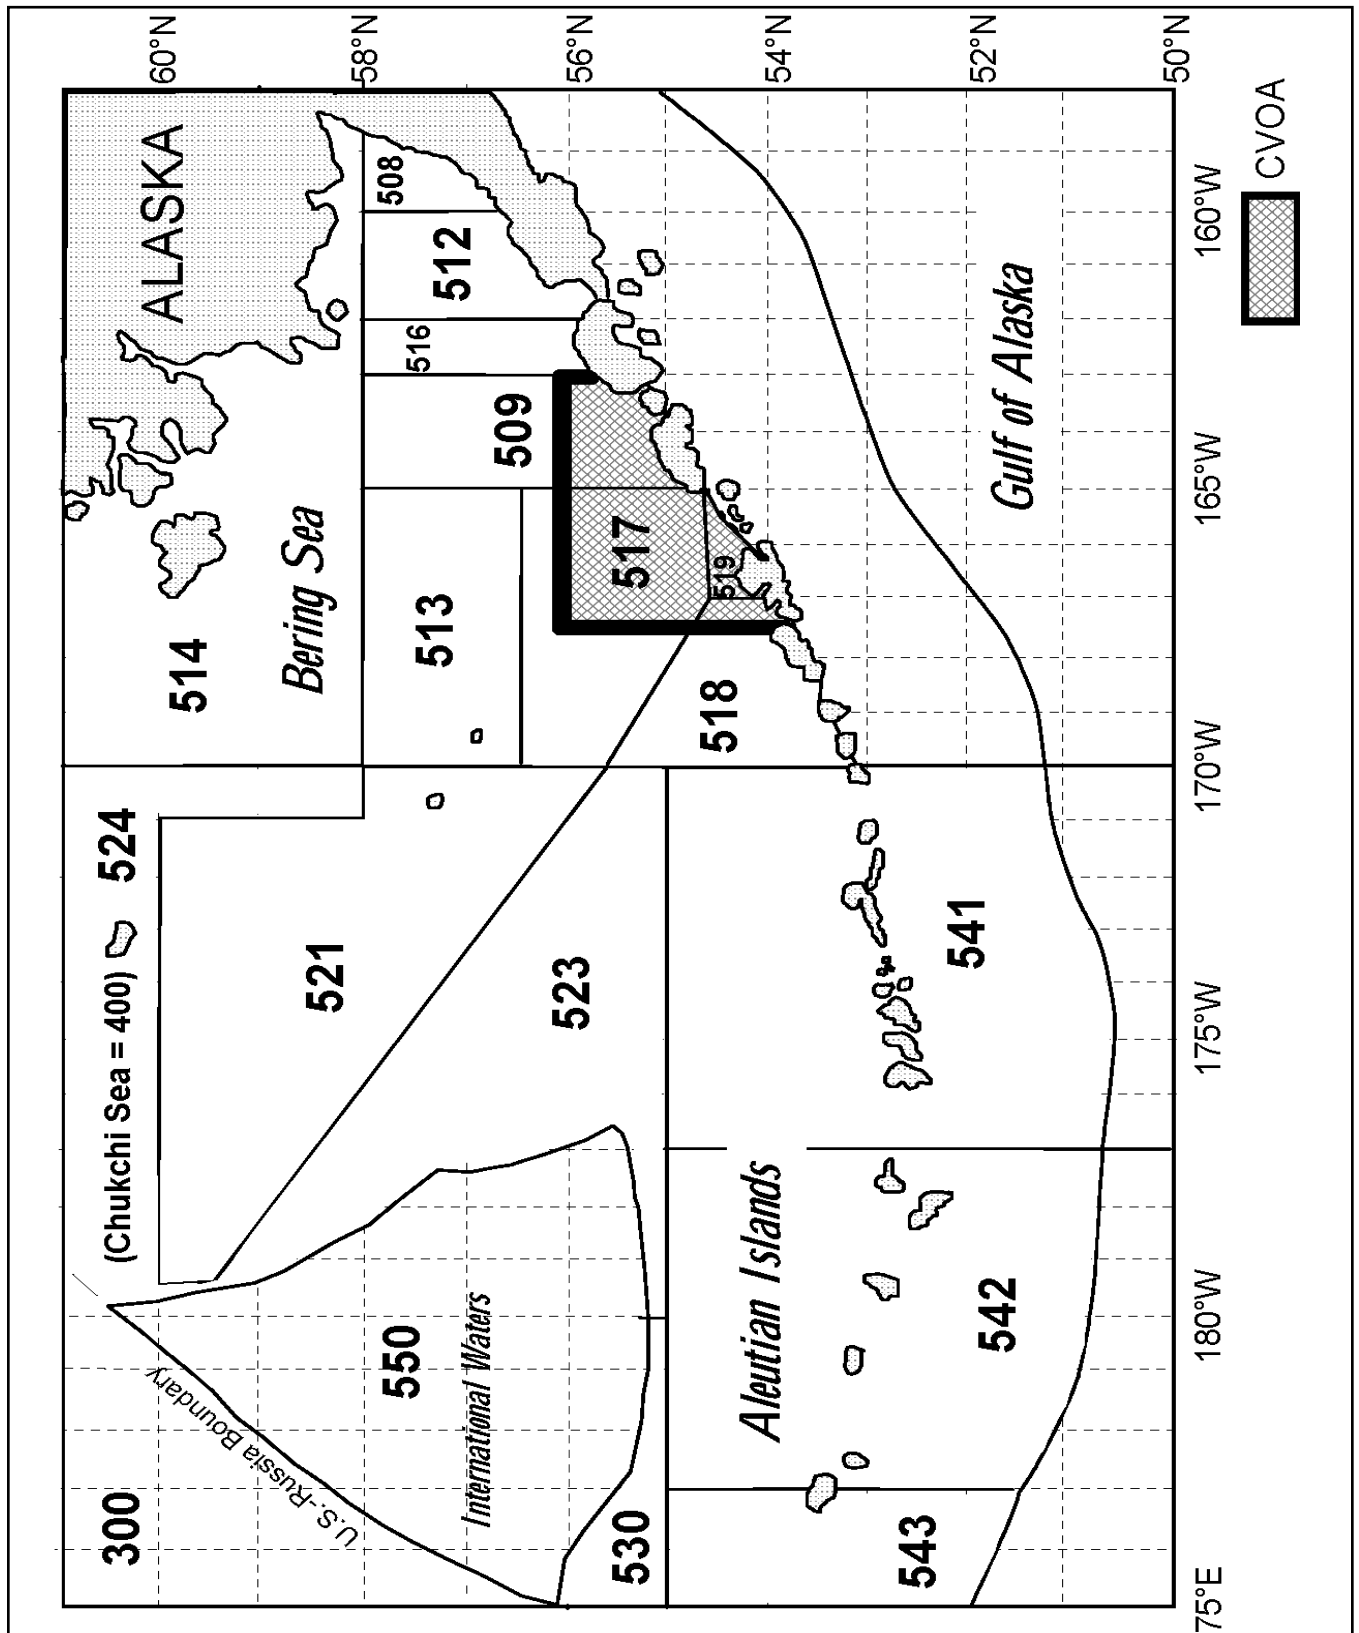 60°N
58°N
56°N
54°N
52°N
50°N
ALASKA
508
512
516
509
517
519
513
514
518
Bering Sea
Gulf of Alaska
160°W
165°W
170°W
175°W
180°W
75°E
CVOA
(Chukchi Sea = 400)
524
521
523
541
Aleutian Islands
542
543
550
International Waters
530
300
U.S.-Russia Boundary